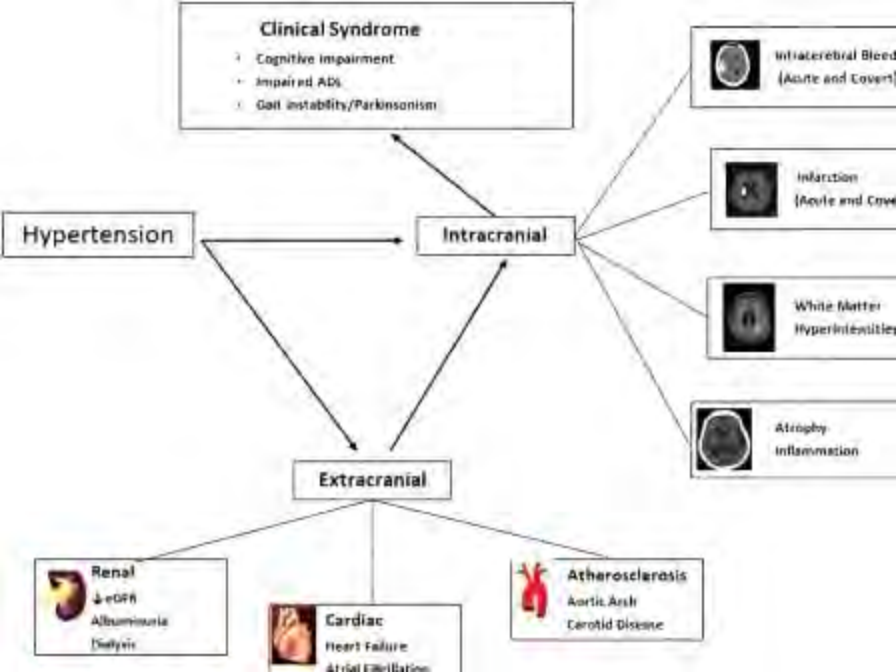 Clinical Syndrome
· Cognitive Impairment
· Impaired ADL
· Gait instability/Parkinsonism
Intracerebral Bleed
(Acute and Covert)
Infarction
(Acute and Cove
Hypertension
Intracranial
White Matter
Hyperintensities
Atrophy
Inflammation
Extracranial
Renal
↓ eGFR
Albuminuria
Dialysis
Cardiac
Heart Failure
Atrial Fibrillation
Atherosclerosis
Aortic Arch
Carotid Disease